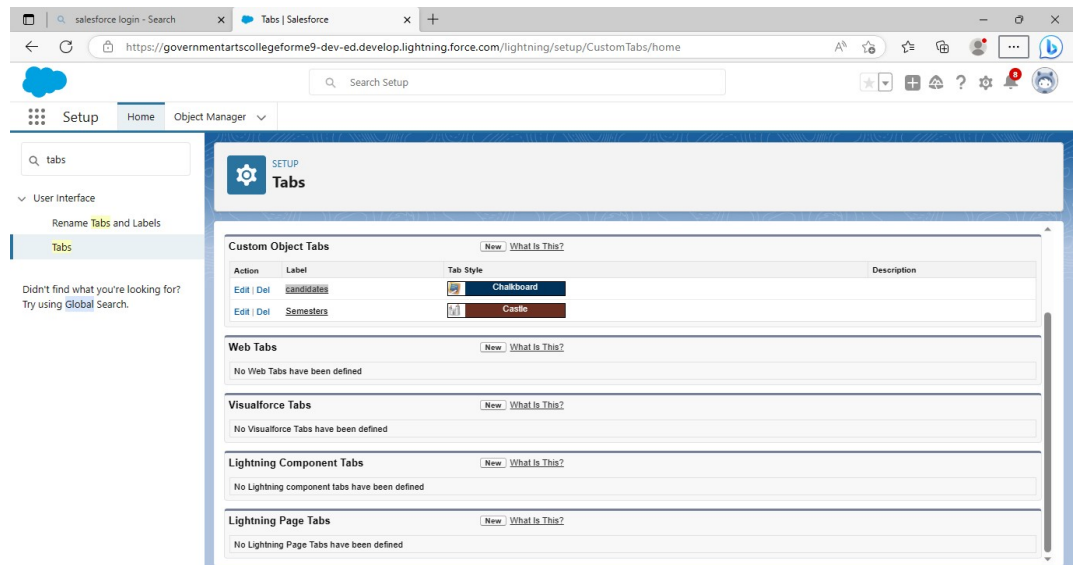 salesforce login - Search
Tabs | Salesforce
https://governmentartscollegeforme9-dev-ed.develop.lightning.force.com/lightning/setup/CustomTabs/home
Search Setup
8
Setup
Home
Object Manager
tabs
User Interface
Rename Tabs and Labels
Tabs
Didn't find what you're looking for?
Try using Global Search.
SETUP
Tabs
Custom Object Tabs New What Is This?
Action Label Tab Style Description
Edit | Del candidates Chalkboard
Edit | Del Semesters Castle
Web Tabs New What Is This?
No Web Tabs have been defined
Visualforce Tabs New What Is This?
No Visualforce Tabs have been defined
Lightning Component Tabs New What Is This?
No Lightning component tabs have been defined
Lightning Page Tabs New What Is This?
No Lightning Page Tabs have been defined